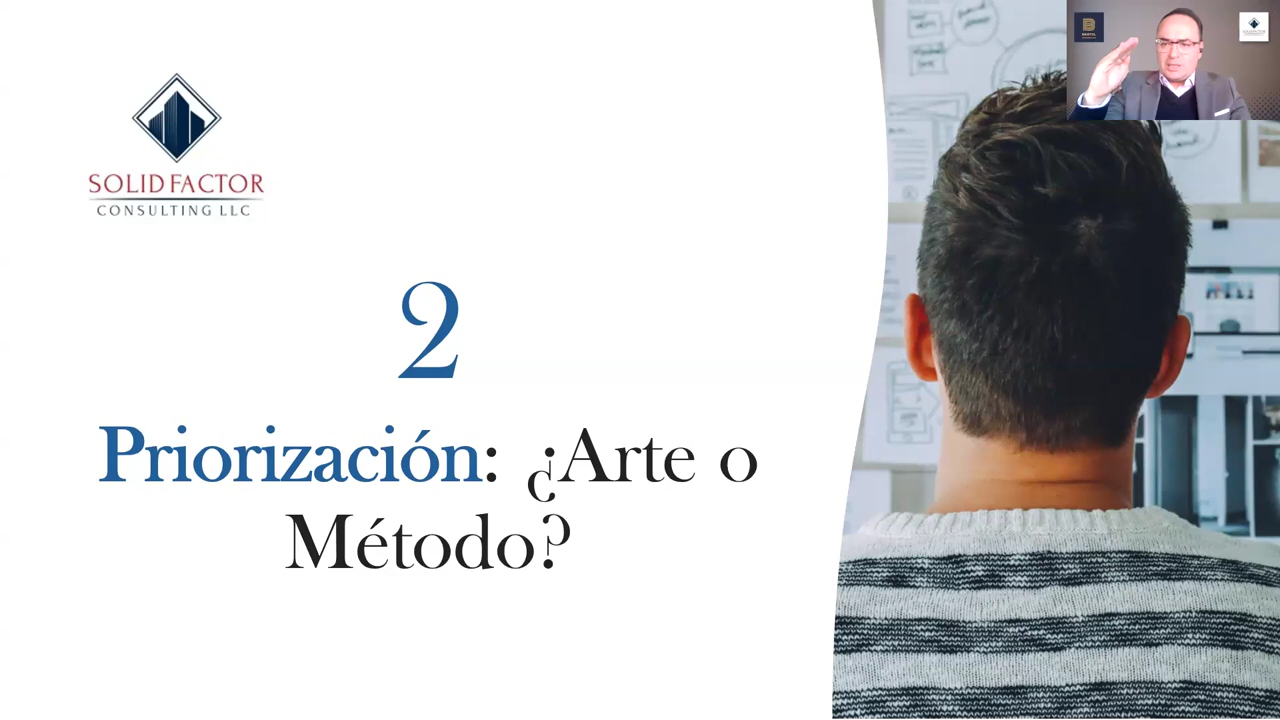 SOLID FACTOR
CONSULTING LLC
2
Priorización: ¿Arte o
Método?